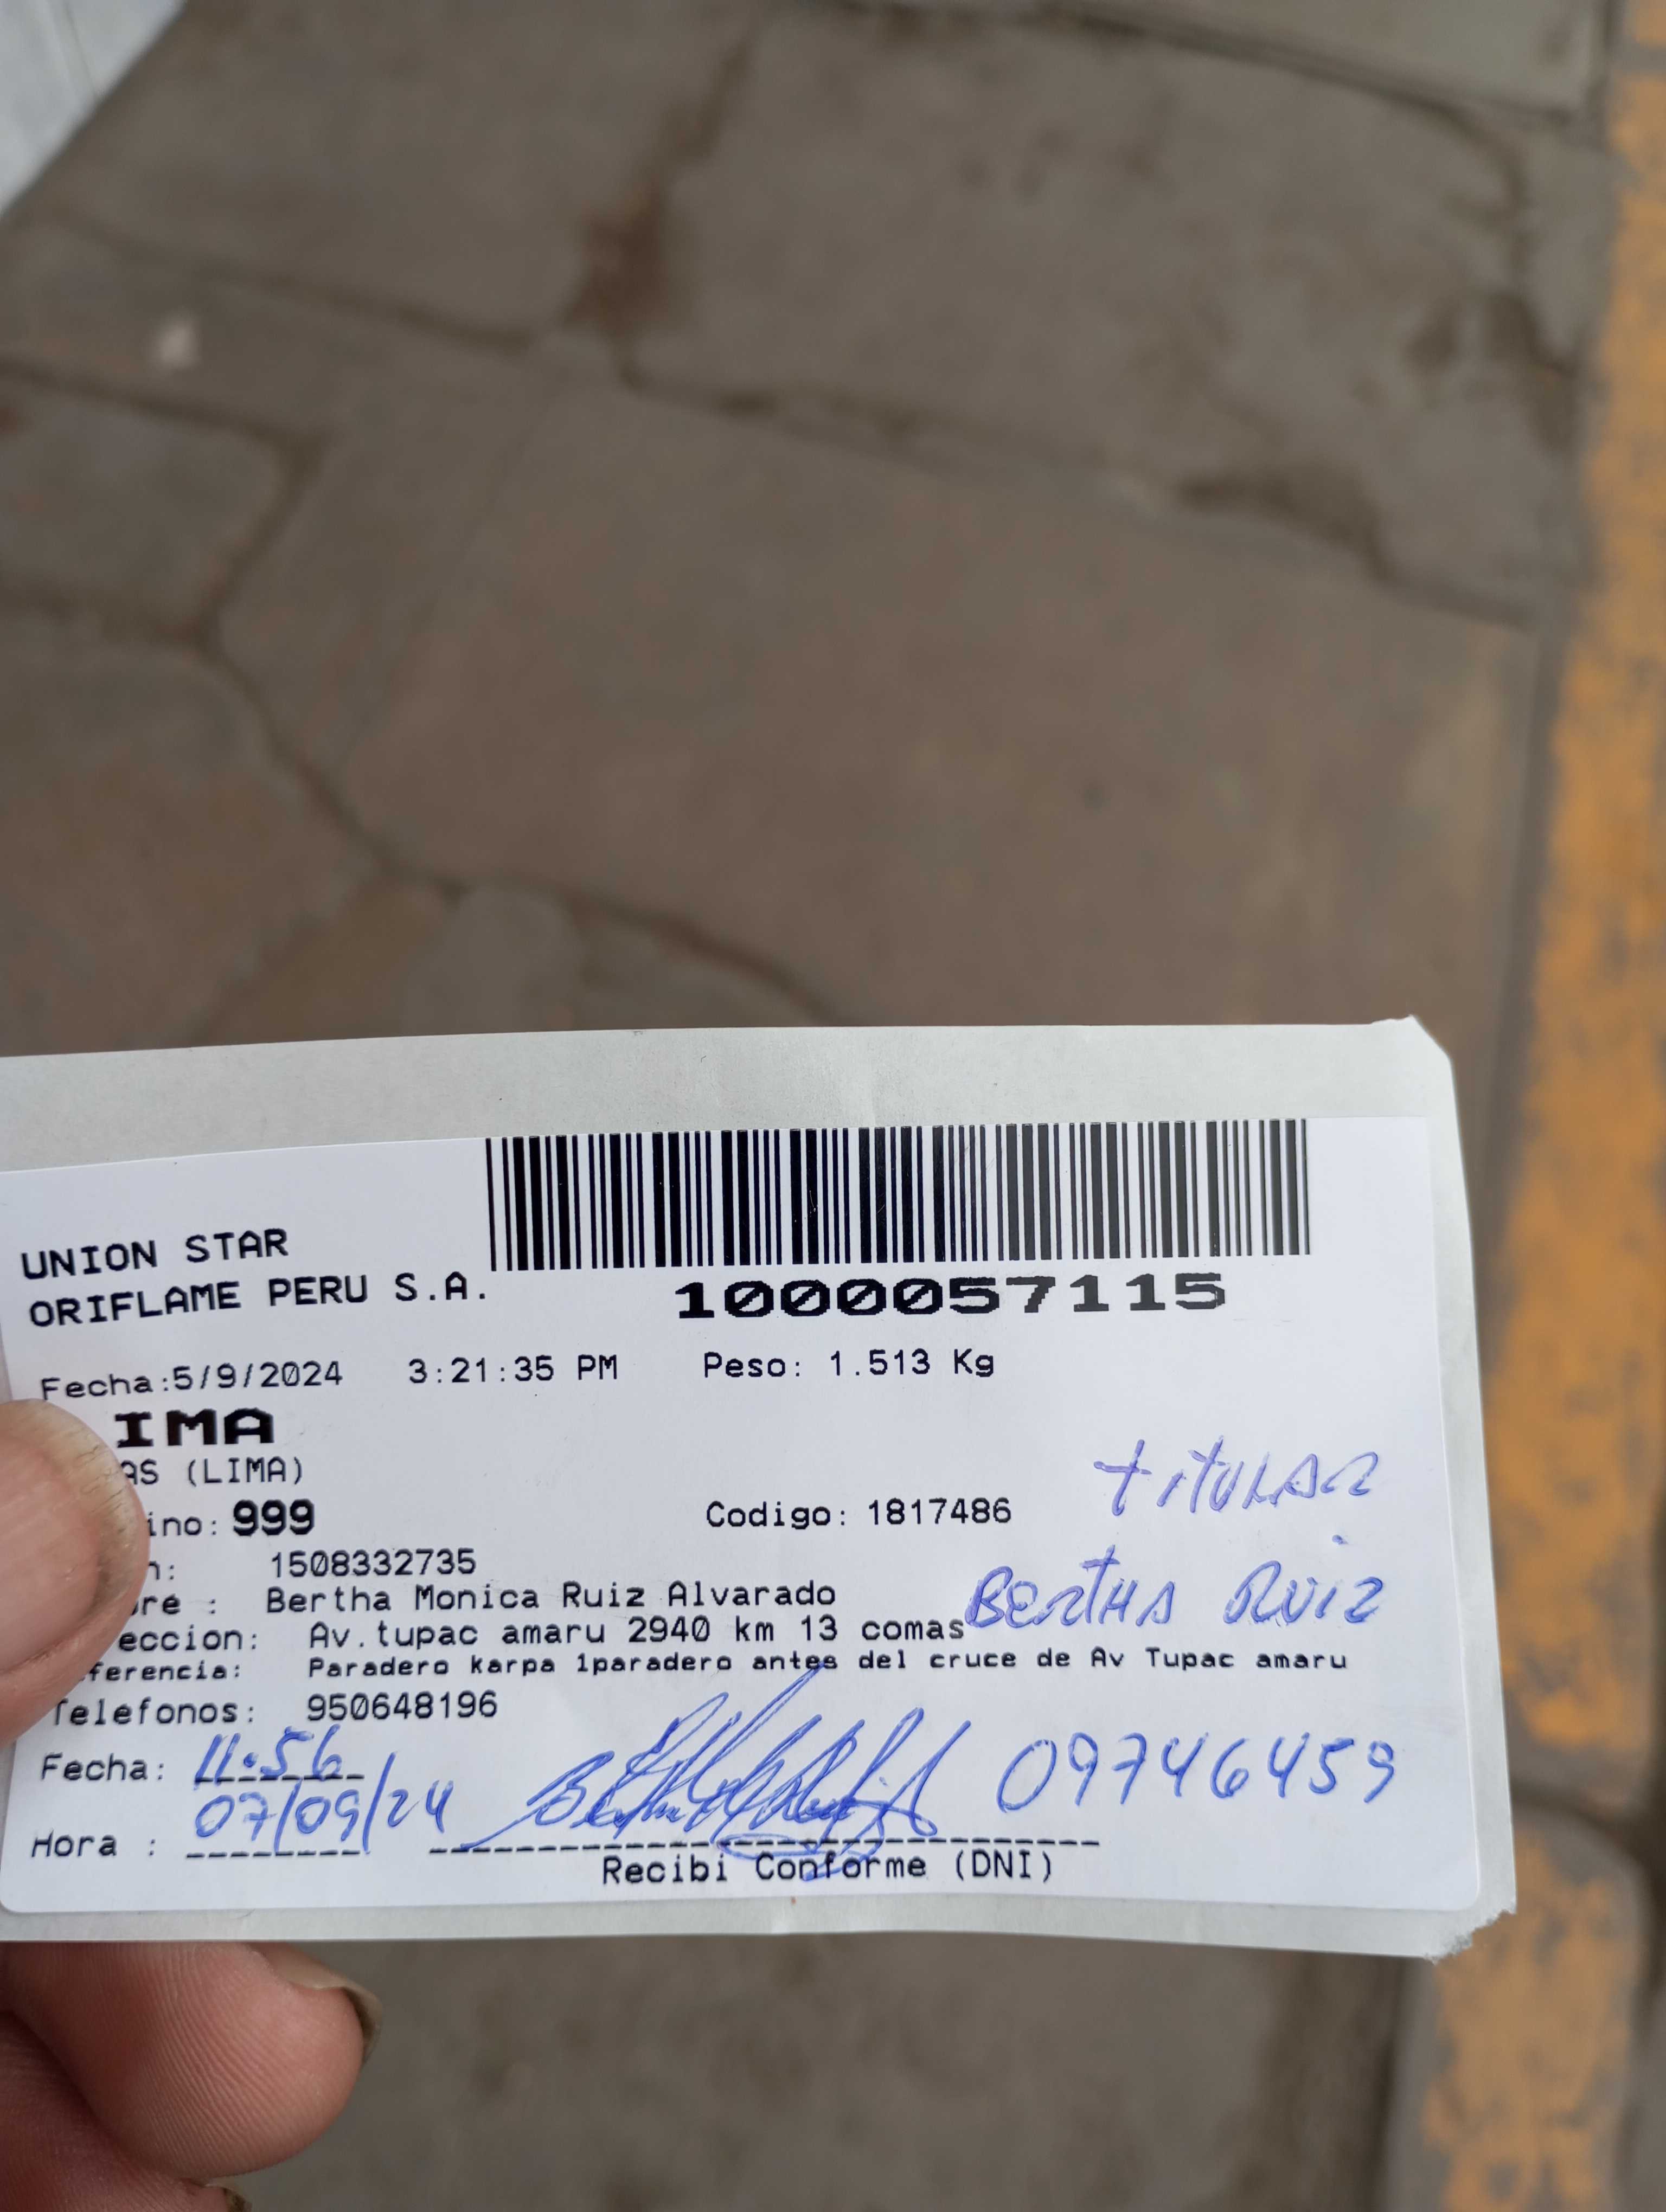 UNION STAR
ORIFLAME PERU S.A.
1000057115
Fecha:5/9/2024 3:21:35 PM Peso: 1.513 Kg
IMA
AS (LIMA)
ino: 999 Codigo: 1817486
TITULAR
n: 1508332735
re : Bertha Monica Ruiz Alvarado
BERTHA RUIZ
eccion: Av.tupac amaru 2940 km 13 comas
ferencia: Paradero karpa 1paradero antes del cruce de Av Tupac amaru
Telefonos: 950648196
Fecha: 11:56
09746459
Hora : 07/09/24
Recibi Conforme (DNI)